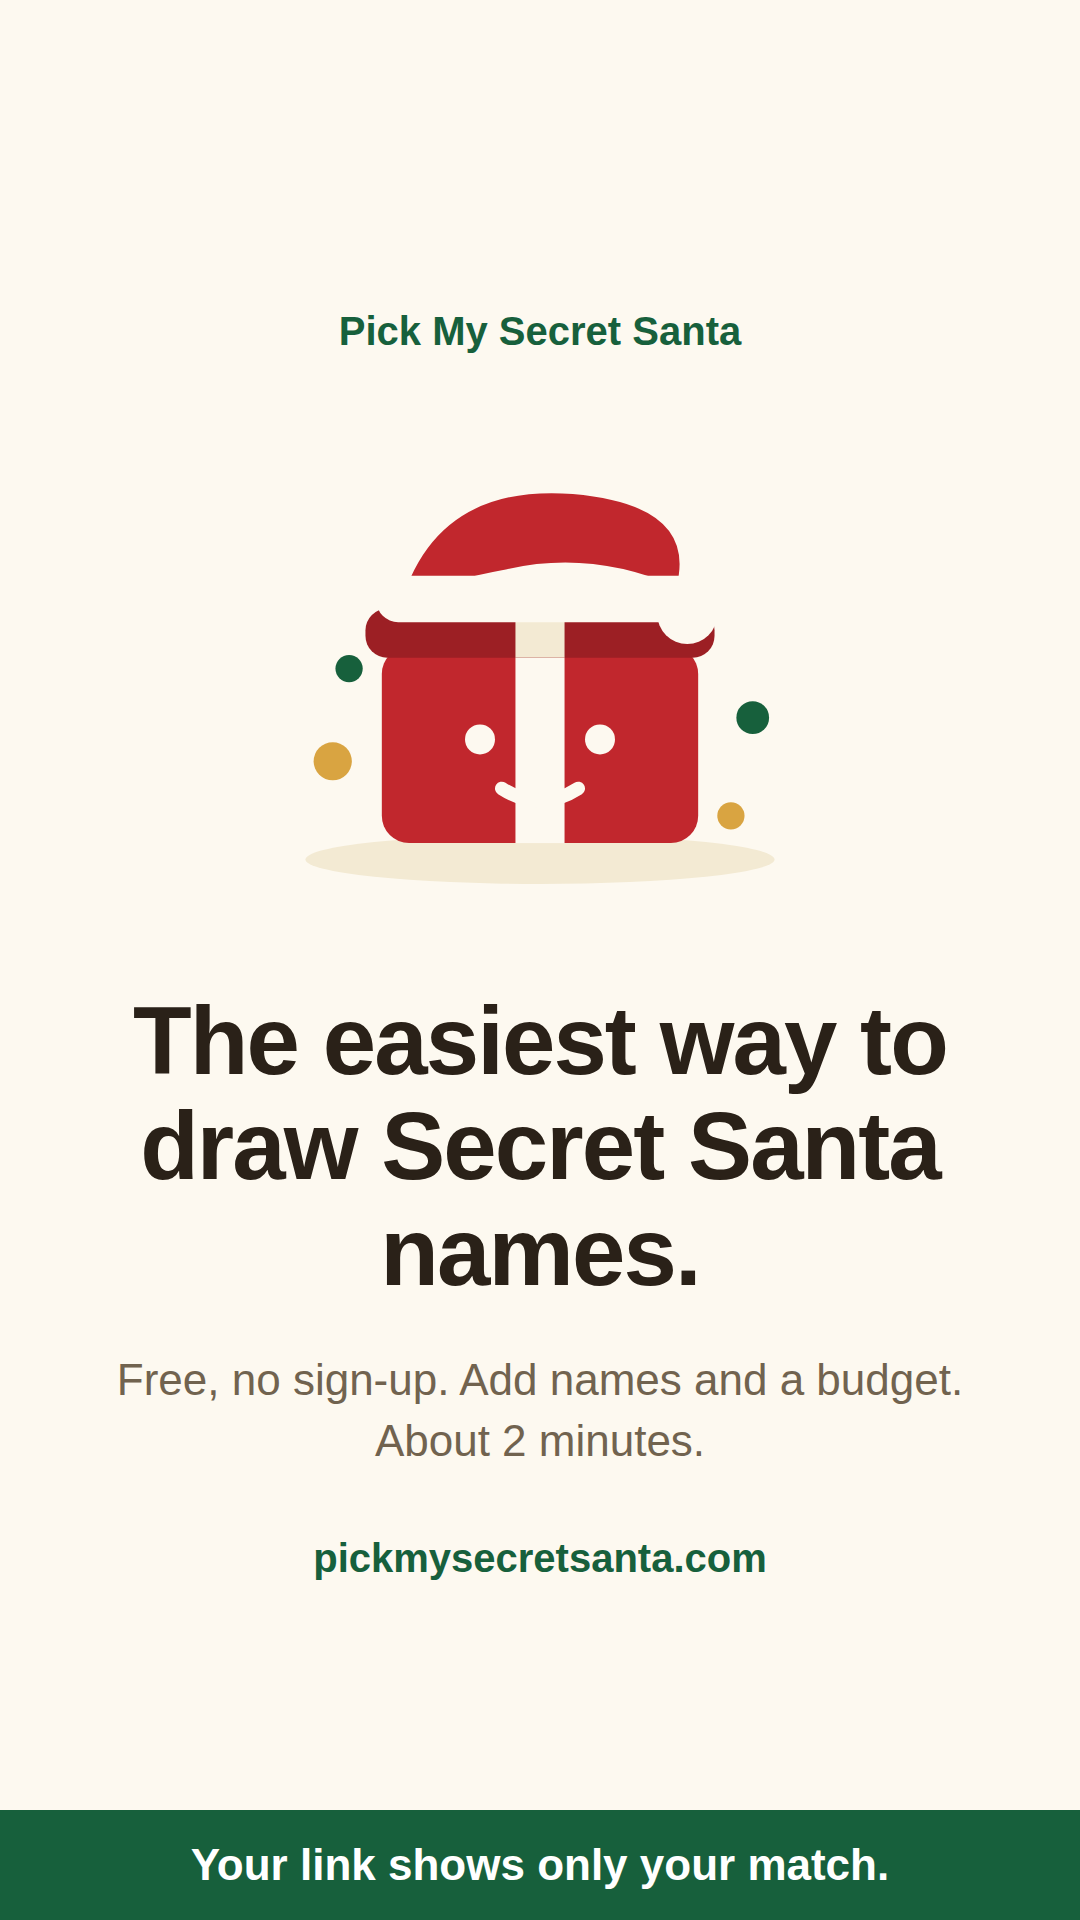 Pick My Secret Santa
The easiest way to
draw Secret Santa
names.
Free, no sign-up. Add names and a budget.
About 2 minutes.
pickmysecretsanta.com
Your link shows only your match.